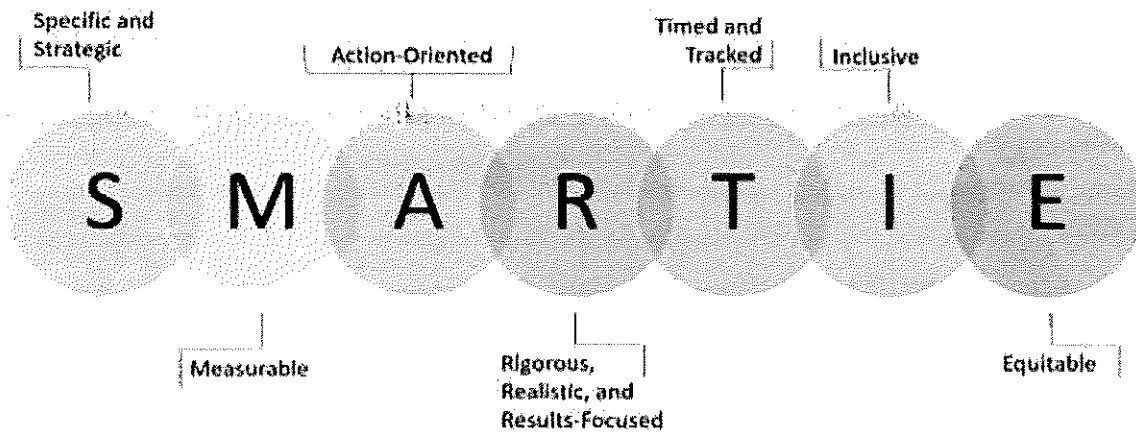 Specific and
Strategic
Action-Oriented
Timed and
Tracked
Inclusive
S M A R T I E
Measurable
Rigorous,
Realistic, and
Results-Focused
Equitable